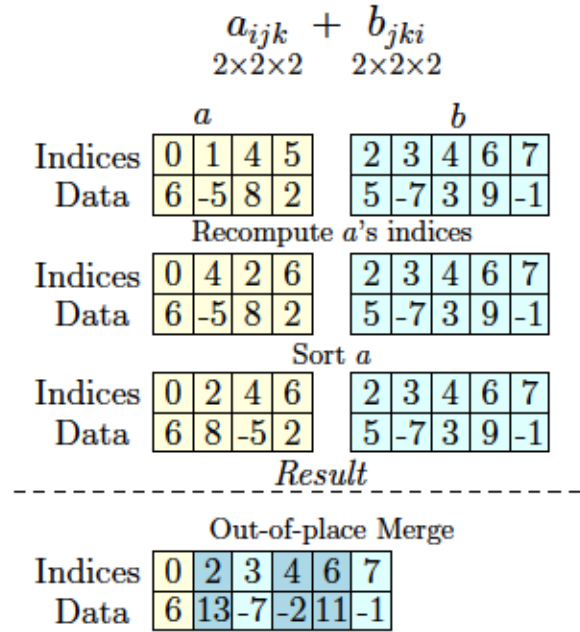 a_{ijk} + b_{jki}
2×2×2 2×2×2
a b
Indices 0 1 4 5 2 3 4 6 7
Data 6 -5 8 2 5 -7 3 9 -1
Recompute a's indices
Indices 0 4 2 6 2 3 4 6 7
Data 6 -5 8 2 5 -7 3 9 -1
Sort a
Indices 0 2 4 6 2 3 4 6 7
Data 6 8 -5 2 5 -7 3 9 -1
Result
Out-of-place Merge
Indices 0 2 3 4 6 7
Data 6 13 -7 -2 11 -1